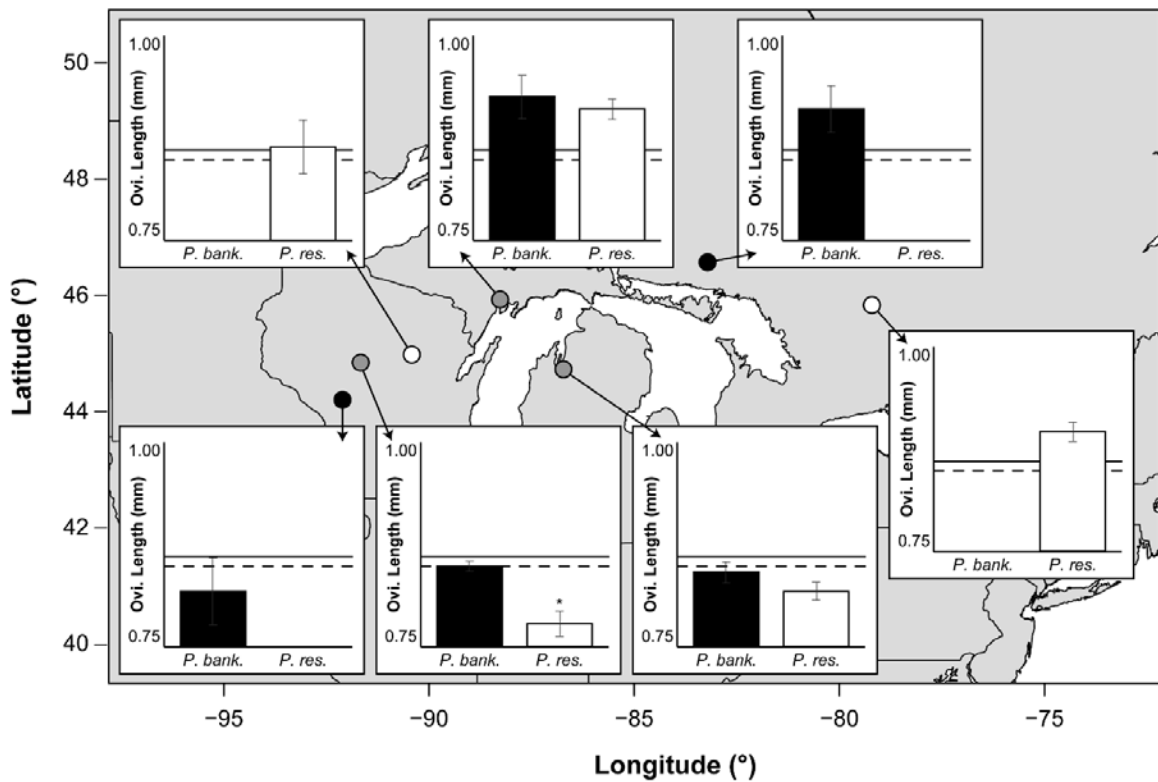 50
48
46
44
42
40
Latitude (°)
−95
−90
−85
−80
−75
Longitude (°)
1.00
Ovi. Length (mm)
0.75
P. bank.
P. res.
1.00
Ovi. Length (mm)
0.75
P. bank.
P. res.
1.00
Ovi. Length (mm)
0.75
P. bank.
P. res.
1.00
Ovi. Length (mm)
0.75
P. bank.
P. res.
1.00
Ovi. Length (mm)
0.75
P. bank.
P. res.
1.00
Ovi. Length (mm)
*
0.75
P. bank.
P. res.
1.00
Ovi. Length (mm)
0.75
P. bank.
P. res.